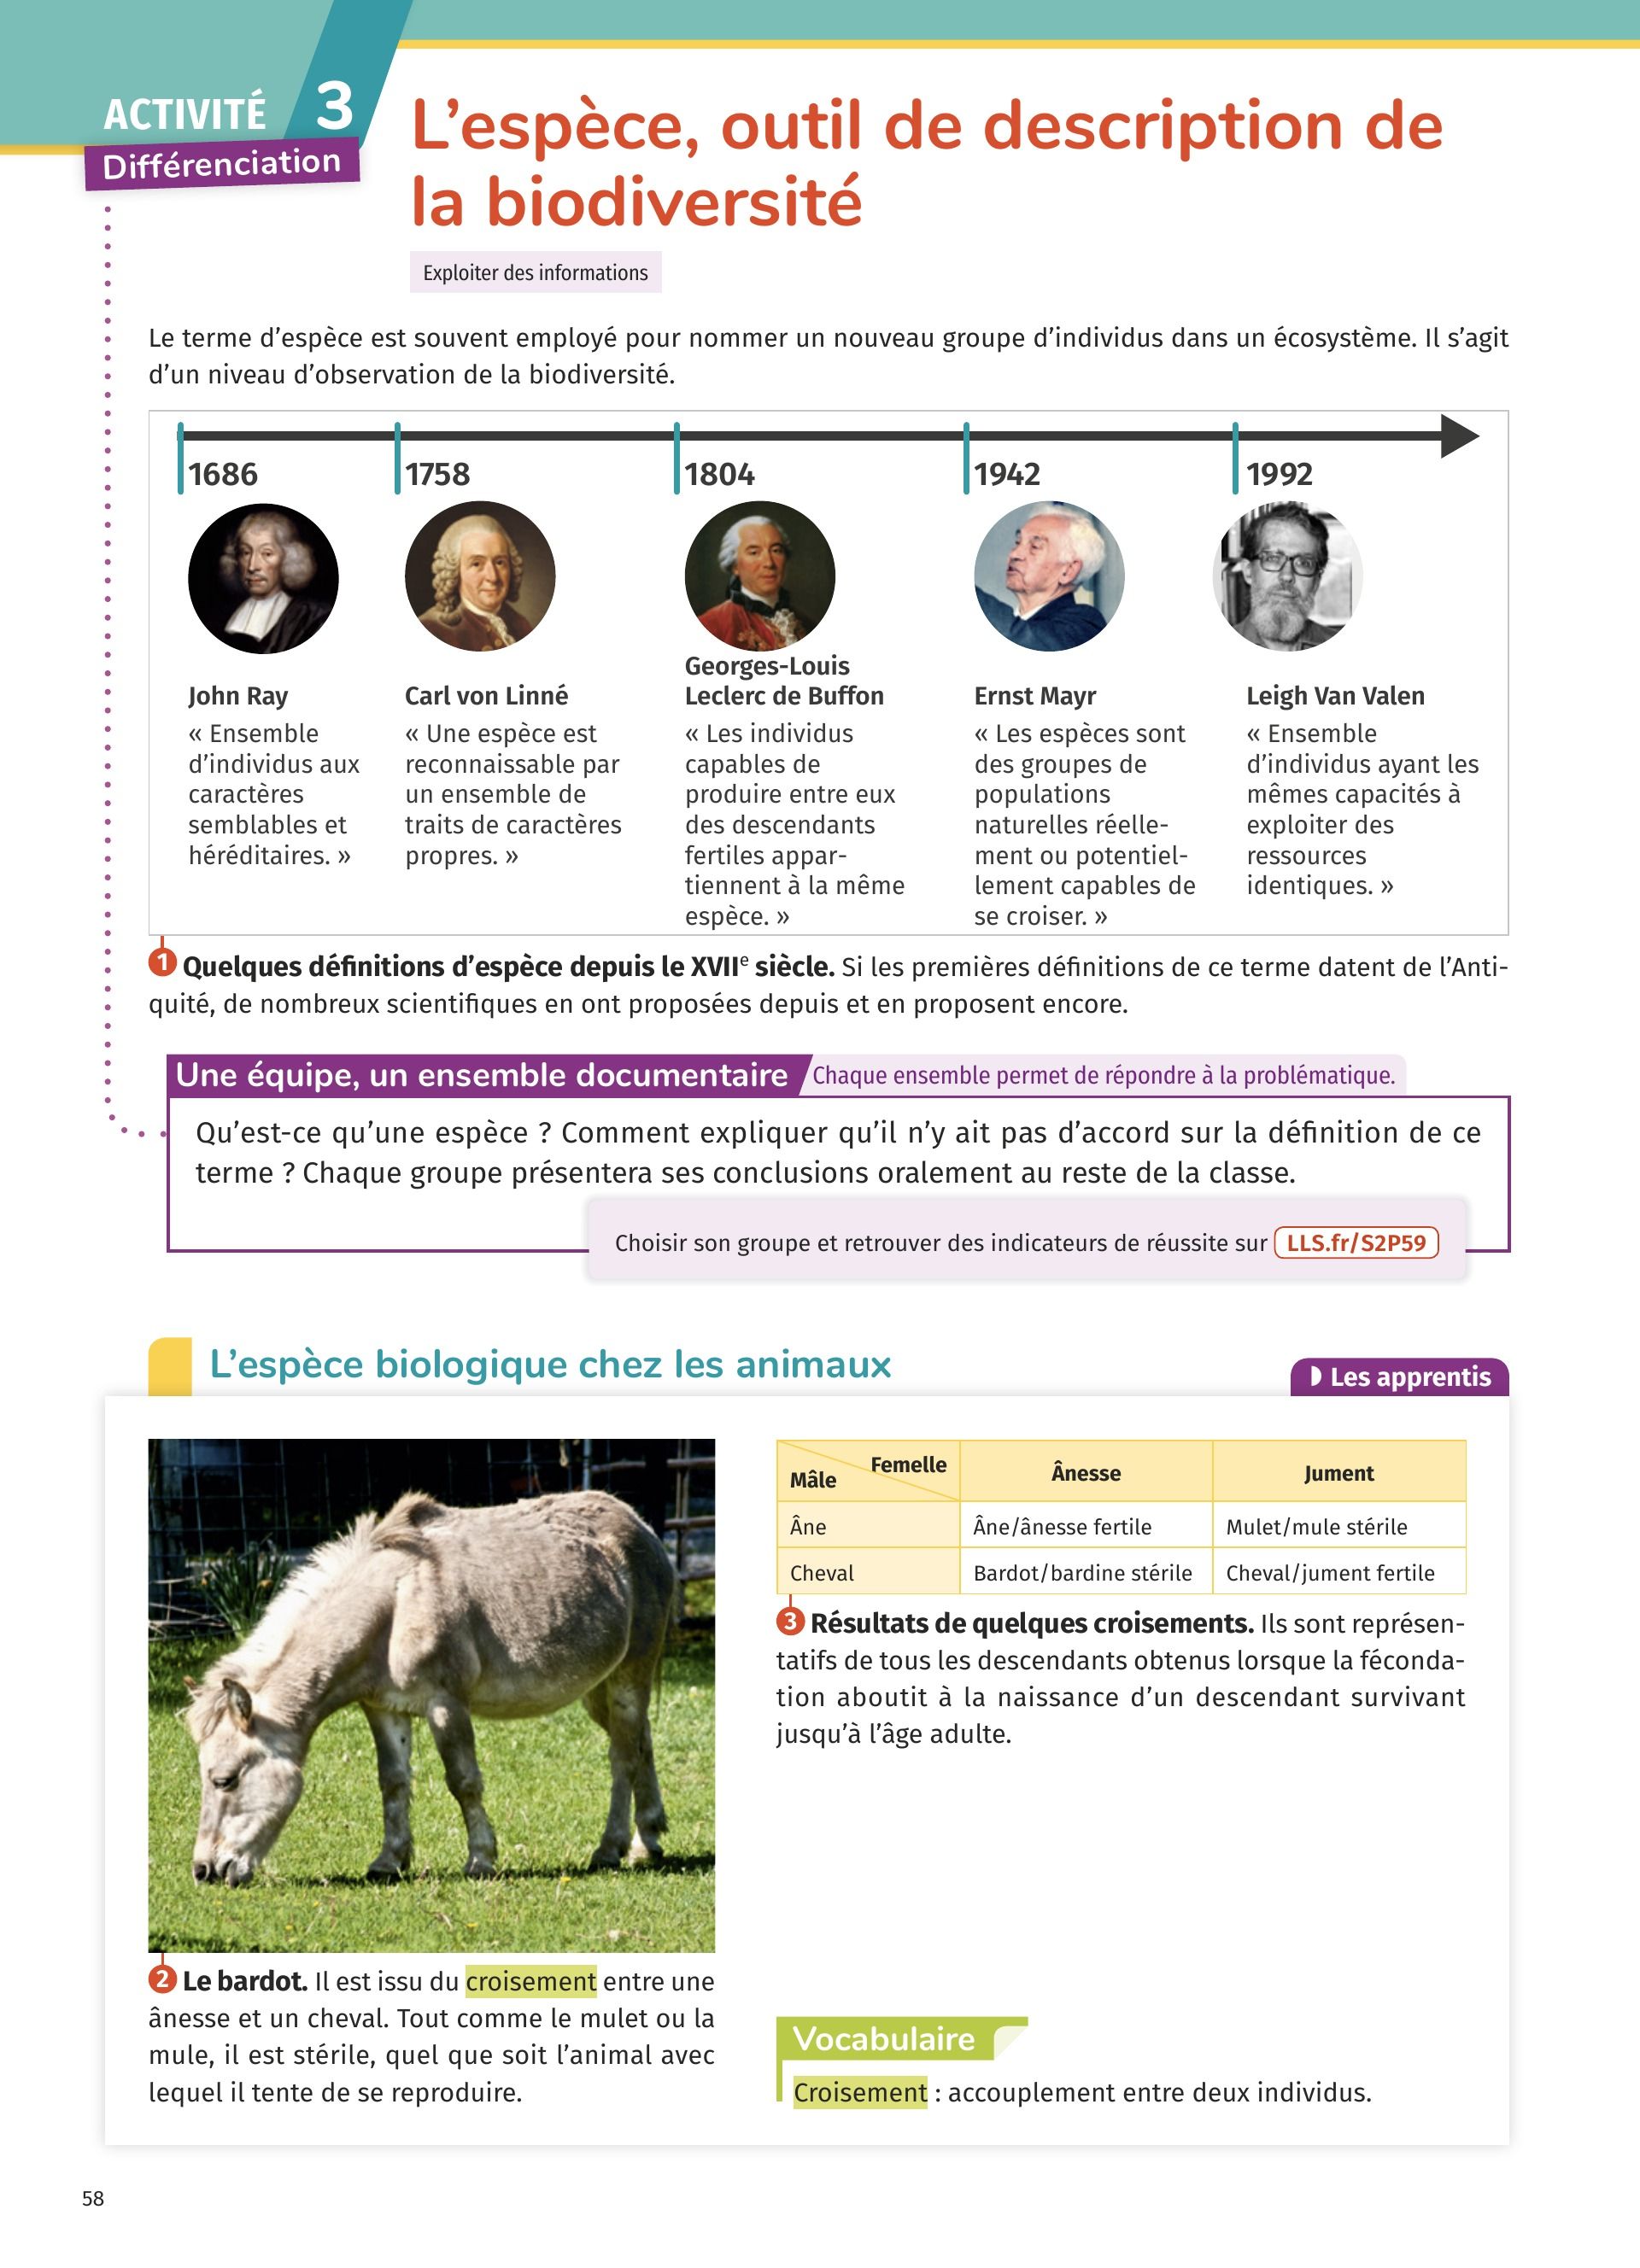 ACTIVITÉ 3
Différenciation
L’espèce, outil de description de
la biodiversité
Exploiter des informations
Le terme d’espèce est souvent employé pour nommer un nouveau groupe d’individus dans un écosystème. Il s’agit
d’un niveau d’observation de la biodiversité.
1686
John Ray
« Ensemble
d’individus aux
caractères
semblables et
héréditaires. »
1758
Carl von Linné
« Une espèce est
reconnaissable par
un ensemble de
traits de caractères
propres. »
1804
Georges-Louis
Leclerc de Buffon
« Les individus
capables de
produire entre eux
des descendants
fertiles appar-
tiennent à la même
espèce. »
1942
Ernst Mayr
« Les espèces sont
des groupes de
populations
naturelles réelle-
ment ou potentiel-
lement capables de
se croiser. »
1992
Leigh Van Valen
« Ensemble
d’individus ayant les
mêmes capacités à
exploiter des
ressources
identiques. »
1 Quelques définitions d’espèce depuis le XVIIe siècle. Si les premières définitions de ce terme datent de l’Anti-
quité, de nombreux scientifiques en ont proposées depuis et en proposent encore.
Une équipe, un ensemble documentaire Chaque ensemble permet de répondre à la problématique.
Qu’est-ce qu’une espèce ? Comment expliquer qu’il n’y ait pas d’accord sur la définition de ce
terme ? Chaque groupe présentera ses conclusions oralement au reste de la classe.
Choisir son groupe et retrouver des indicateurs de réussite sur LLS.fr/S2P59
L’espèce biologique chez les animaux
Les apprentis
2 Le bardot. Il est issu du croisement entre une
ânesse et un cheval. Tout comme le mulet ou la
mule, il est stérile, quel que soit l’animal avec
lequel il tente de se reproduire.
Femelle
Mâle
Ânesse
Jument
Âne
Âne/ânesse fertile
Mulet/mule stérile
Cheval
Bardot/bardine stérile
Cheval/jument fertile
3 Résultats de quelques croisements. Ils sont représen-
tatifs de tous les descendants obtenus lorsque la féconda-
tion aboutit à la naissance d’un descendant survivant
jusqu’à l’âge adulte.
Vocabulaire
Croisement : accouplement entre deux individus.
58